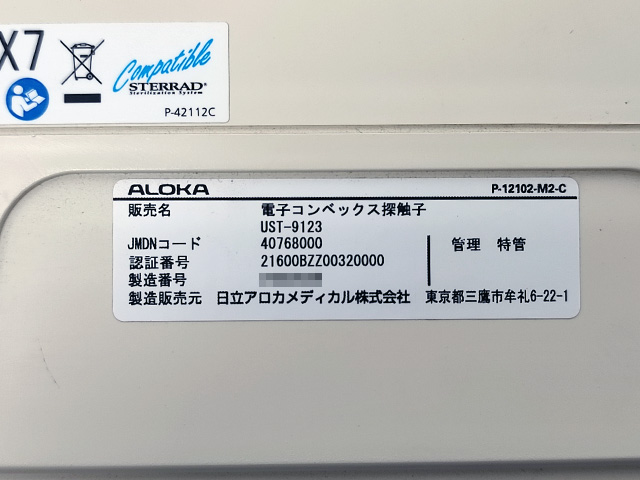 X7
Compatible
STERRAD®
Sterilization System
P-42112C
ALOKA P-12102-M2-C
販売名 電子コンベックス探触子
UST-9123
JMDNコード 40768000 管理 特管
認証番号 21600BZZ00320000
製造番号
製造販売元 日立アロカメディカル株式会社 東京都三鷹市牟礼6-22-1